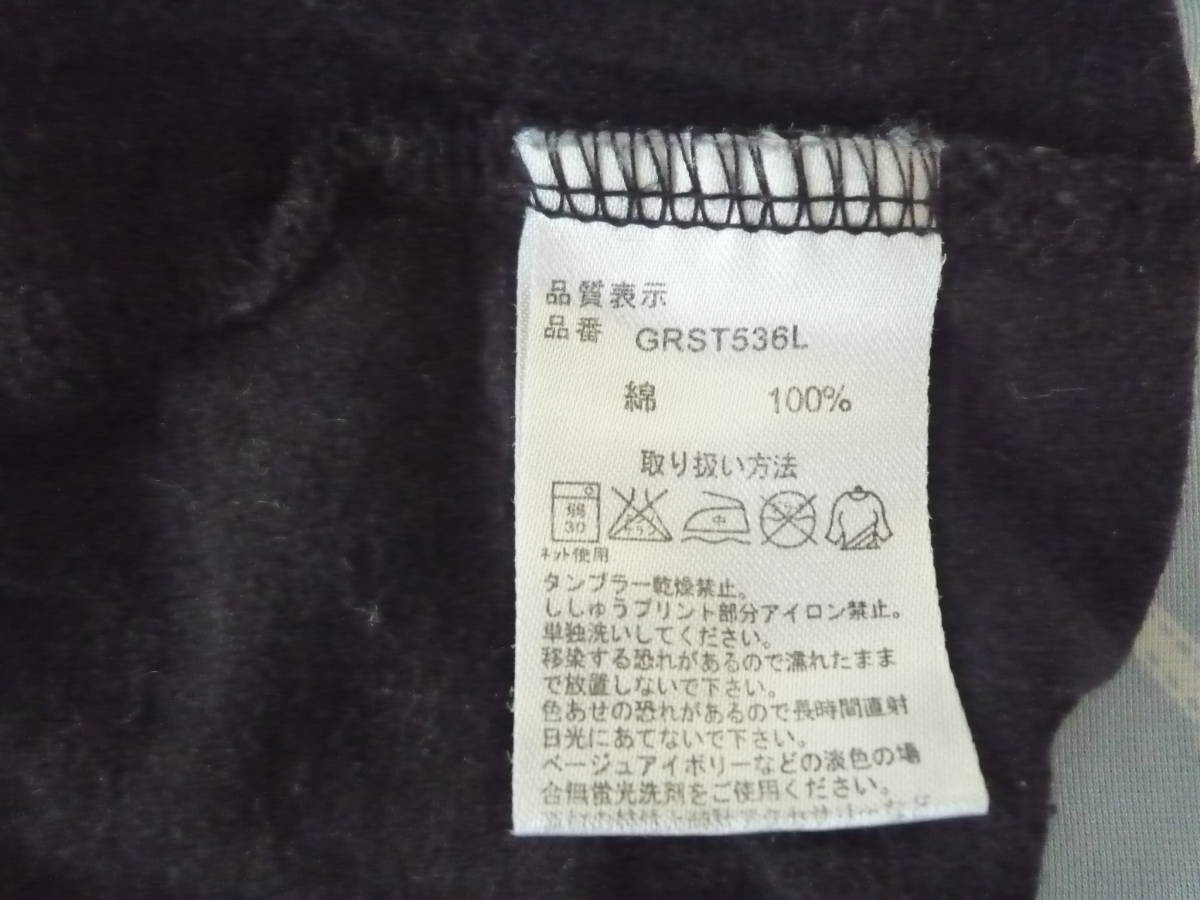 品質表示
品番 GRST536L
綿 100%
取り扱い方法
弱 中
30
ネット使用
タンブラー乾燥禁止。
ししゅうプリント部分アイロン禁止。
単独洗いしてください。
移染する恐れがあるので濡れたまま
で放置しないで下さい。
色あせの恐れがあるので長時間直射
日光にあてないで下さい。
ベージュアイボリーなどの淡色の場
合無蛍光洗剤をご使用ください。